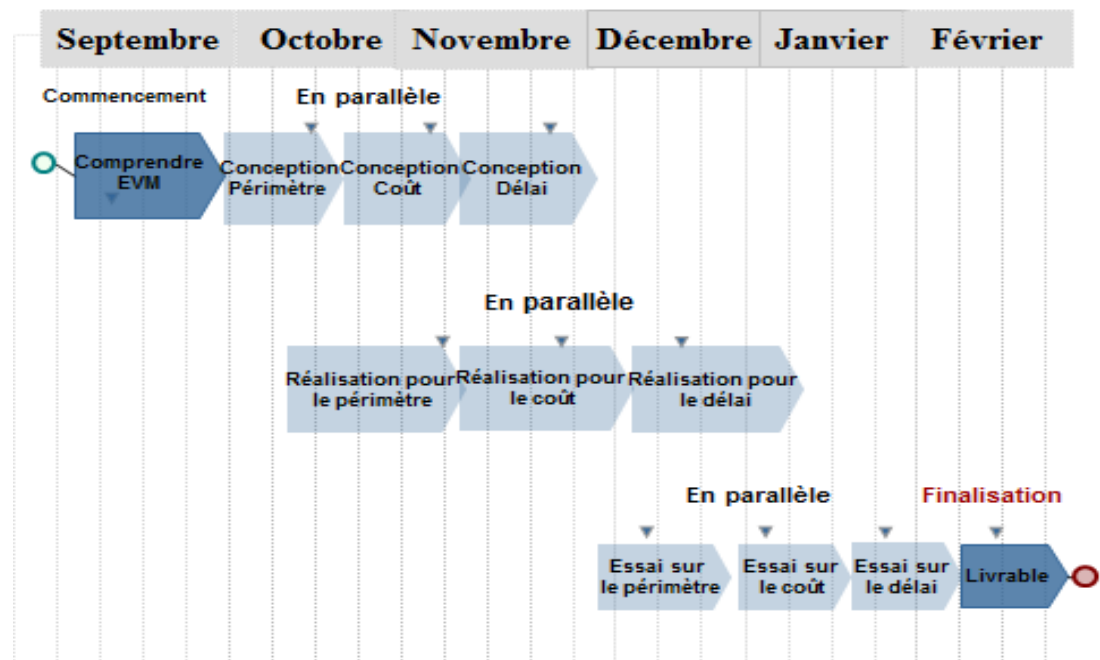 Septembre Octobre Novembre Décembre Janvier Février
Commencement En parallèle
Comprendre
EVM
Conception
Périmètre
Conception
Coût
Conception
Délai
En parallèle
Réalisation pour
le périmètre
Réalisation pour
le coût
Réalisation pour
le délai
En parallèle Finalisation
Essai sur
le périmètre
Essai sur
le coût
Essai sur
le délai
Livrable